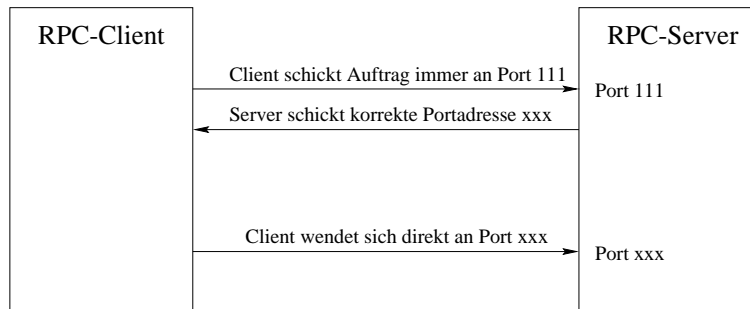 RPC-Client
RPC-Server
Client schickt Auftrag immer an Port 111
Port 111
Server schickt korrekte Portadresse xxx
Client wendet sich direkt an Port xxx
Port xxx